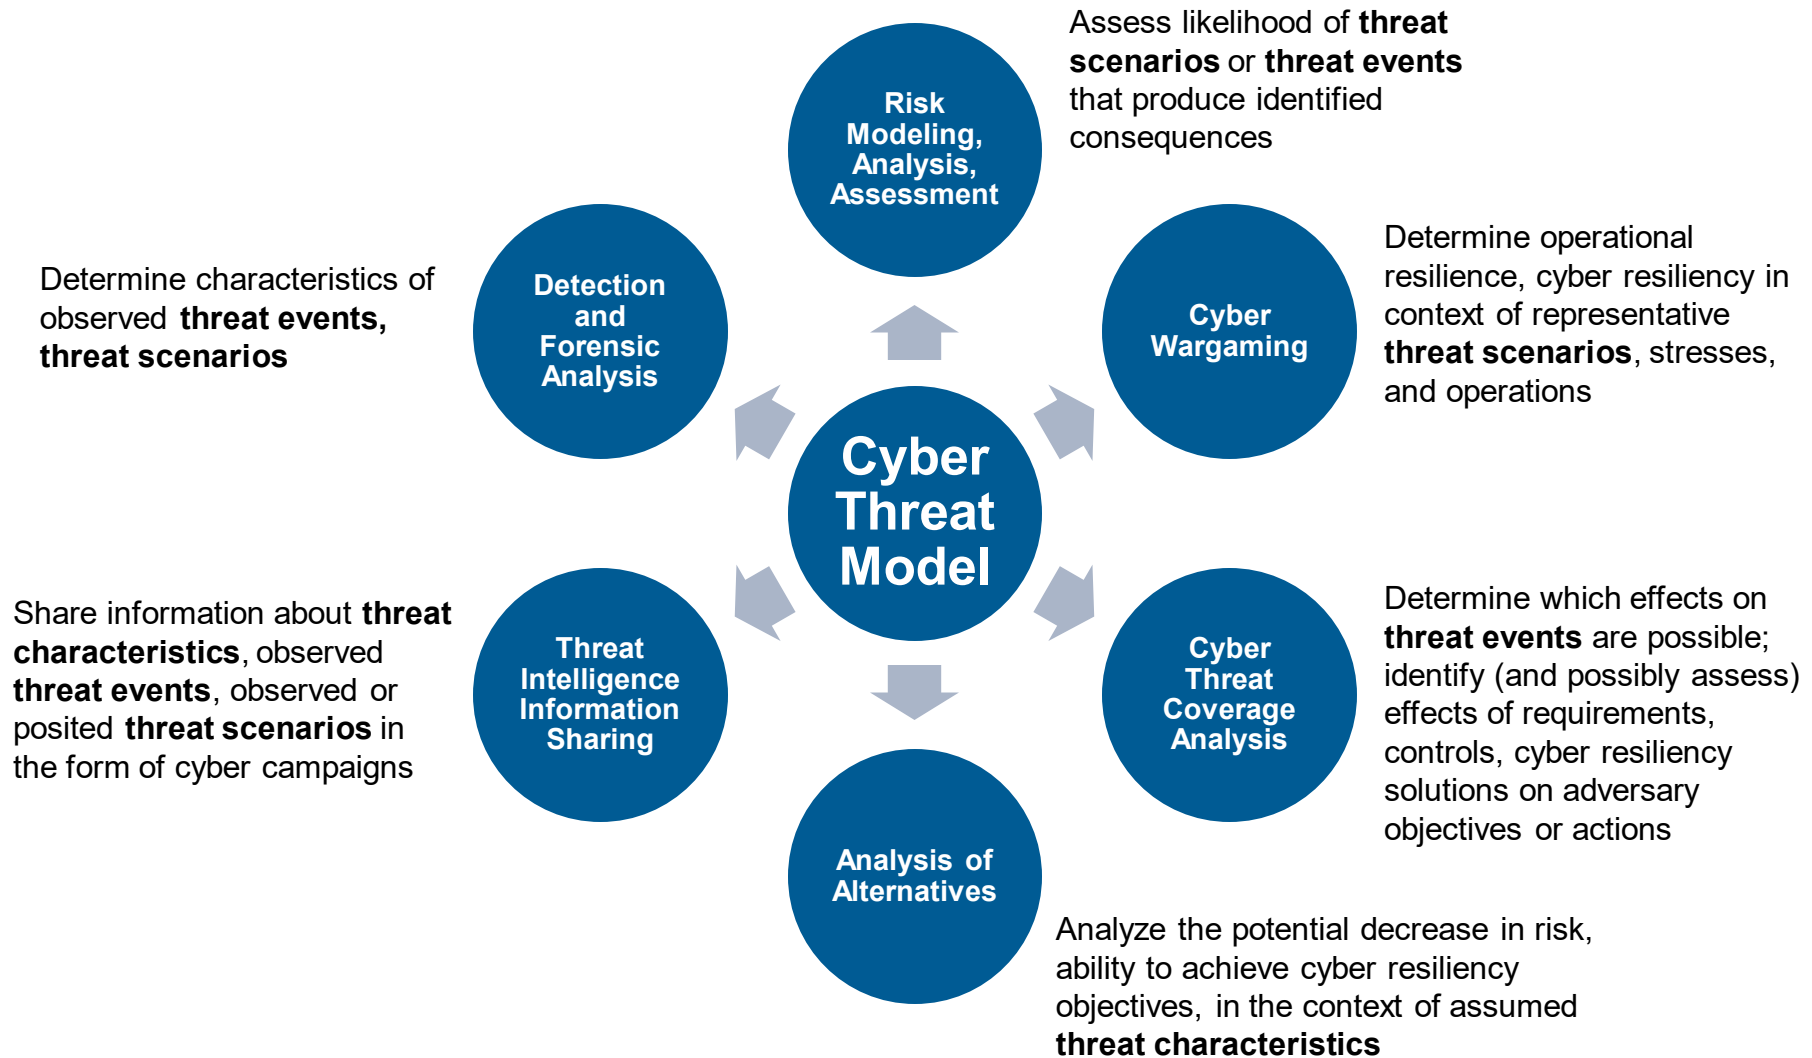 Assess likelihood of threat
scenarios or threat events
that produce identified
consequences
Risk
Modeling,
Analysis,
Assessment
Determine characteristics of
observed threat events,
threat scenarios
Detection
and
Forensic
Analysis
Cyber
Wargaming
Determine operational
resilience, cyber resiliency in
context of representative
threat scenarios, stresses,
and operations
Cyber
Threat
Model
Share information about threat
characteristics, observed
threat events, observed or
posited threat scenarios in
the form of cyber campaigns
Threat
Intelligence
Information
Sharing
Cyber
Threat
Coverage
Analysis
Determine which effects on
threat events are possible;
identify (and possibly assess)
effects of requirements,
controls, cyber resiliency
solutions on adversary
objectives or actions
Analysis of
Alternatives
Analyze the potential decrease in risk,
ability to achieve cyber resiliency
objectives, in the context of assumed
threat characteristics